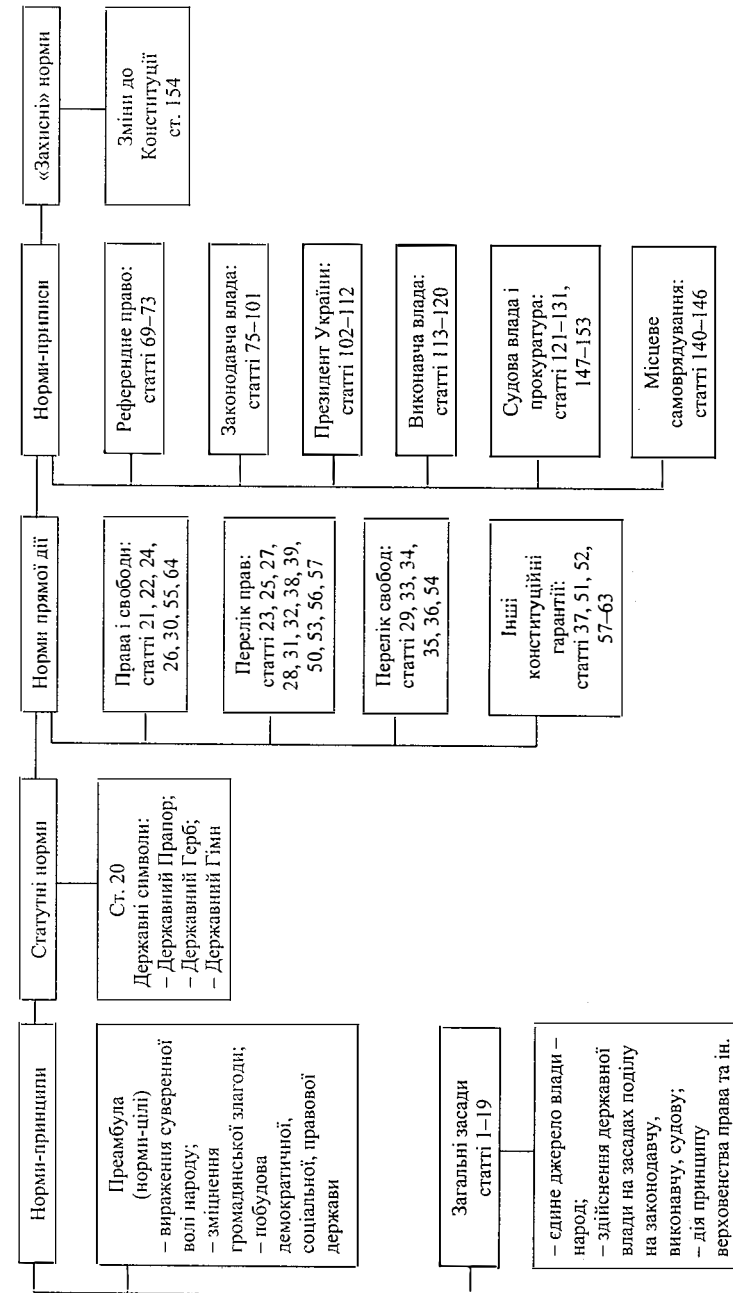 Норми-принципи
Преамбула
(норми-цілі)
– вираження суверенної
волі народу;
– зміцнення
громадянської злагоди;
– побудова
демократичної,
соціальної, правової
держави
Загальні засади
статті 1–19
– єдине джерело влади –
народ;
– здійснення державної
влади на засадах поділу
на законодавчу,
виконавчу, судову;
– дія принципу
верховенства права та ін.
Статутні норми
Ст. 20
Державні символи:
– Державний Прапор;
– Державний Герб;
– Державний Гімн
Норми прямої дії
Права і свободи:
статті 21, 22, 24,
26, 30, 55, 64
Перелік прав:
статті 23, 25, 27,
28, 31, 32, 38, 39,
50, 53, 56, 57
Перелік свобод:
статті 29, 33, 34,
35, 36, 54
Інші
конституційні
гарантії:
статті 37, 51, 52,
57–63
Норми-приписи
Референдне право:
статті 69–73
Законодавча влада:
статті 75–101
Президент України:
статті 102–112
Виконавча влада:
статті 113–120
Судова влада і
прокуратура:
статті 121–131,
147–153
Місцеве
самоврядування:
статті 140–146
«Захисні» норми
Зміни до
Конституції
ст. 154